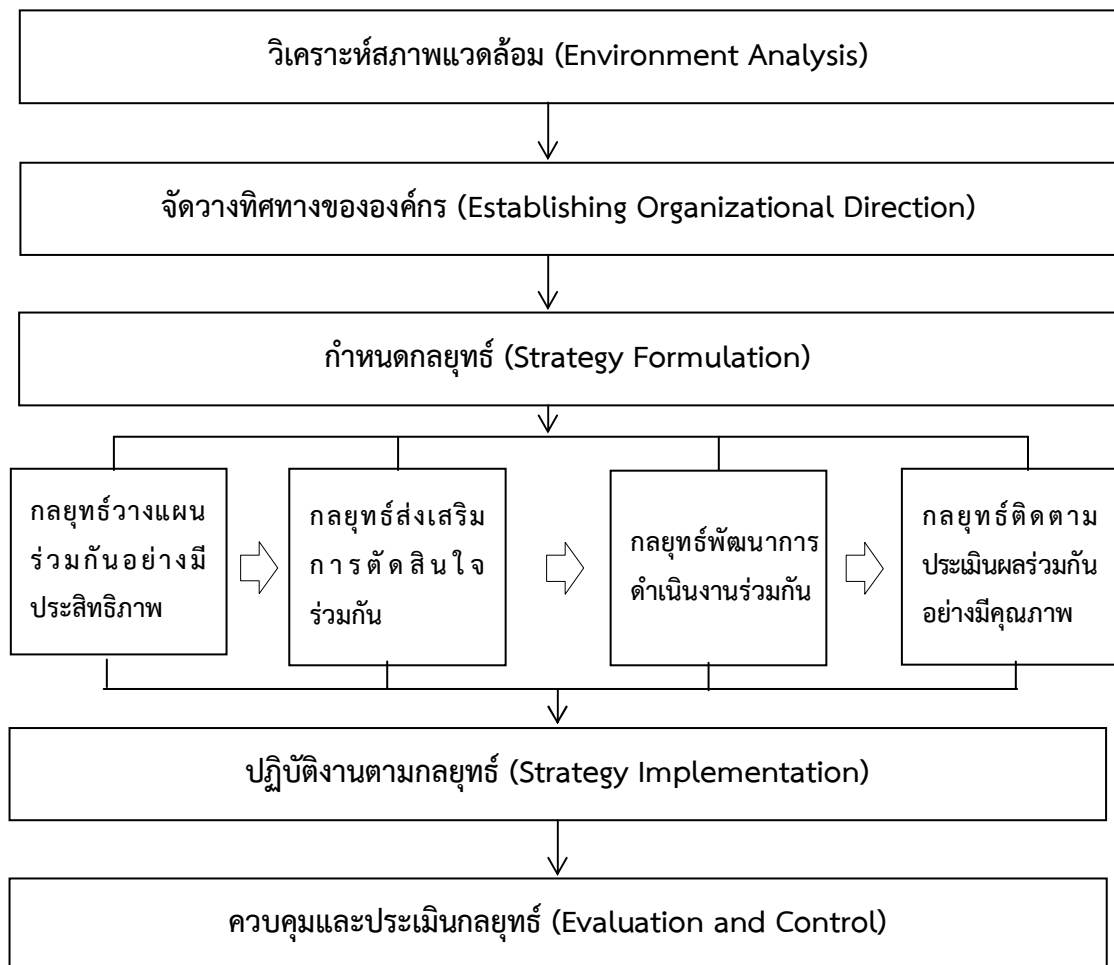 วิเคราะห์สภาพแวดล้อม (Environment Analysis)
จัดวางทิศทางขององค์กร (Establishing Organizational Direction)
กำหนดกลยุทธ์ (Strategy Formulation)
กลยุทธ์วางแผน
ร่วมกันอย่างมี
ประสิทธิภาพ
กลยุทธ์ส่งเสริม
การตัดสินใจ
ร่วมกัน
กลยุทธ์พัฒนาการ
ดำเนินงานร่วมกัน
กลยุทธ์ติดตาม
ประเมินผลร่วมกัน
อย่างมีคุณภาพ
ปฏิบัติงานตามกลยุทธ์ (Strategy Implementation)
ควบคุมและประเมินกลยุทธ์ (Evaluation and Control)